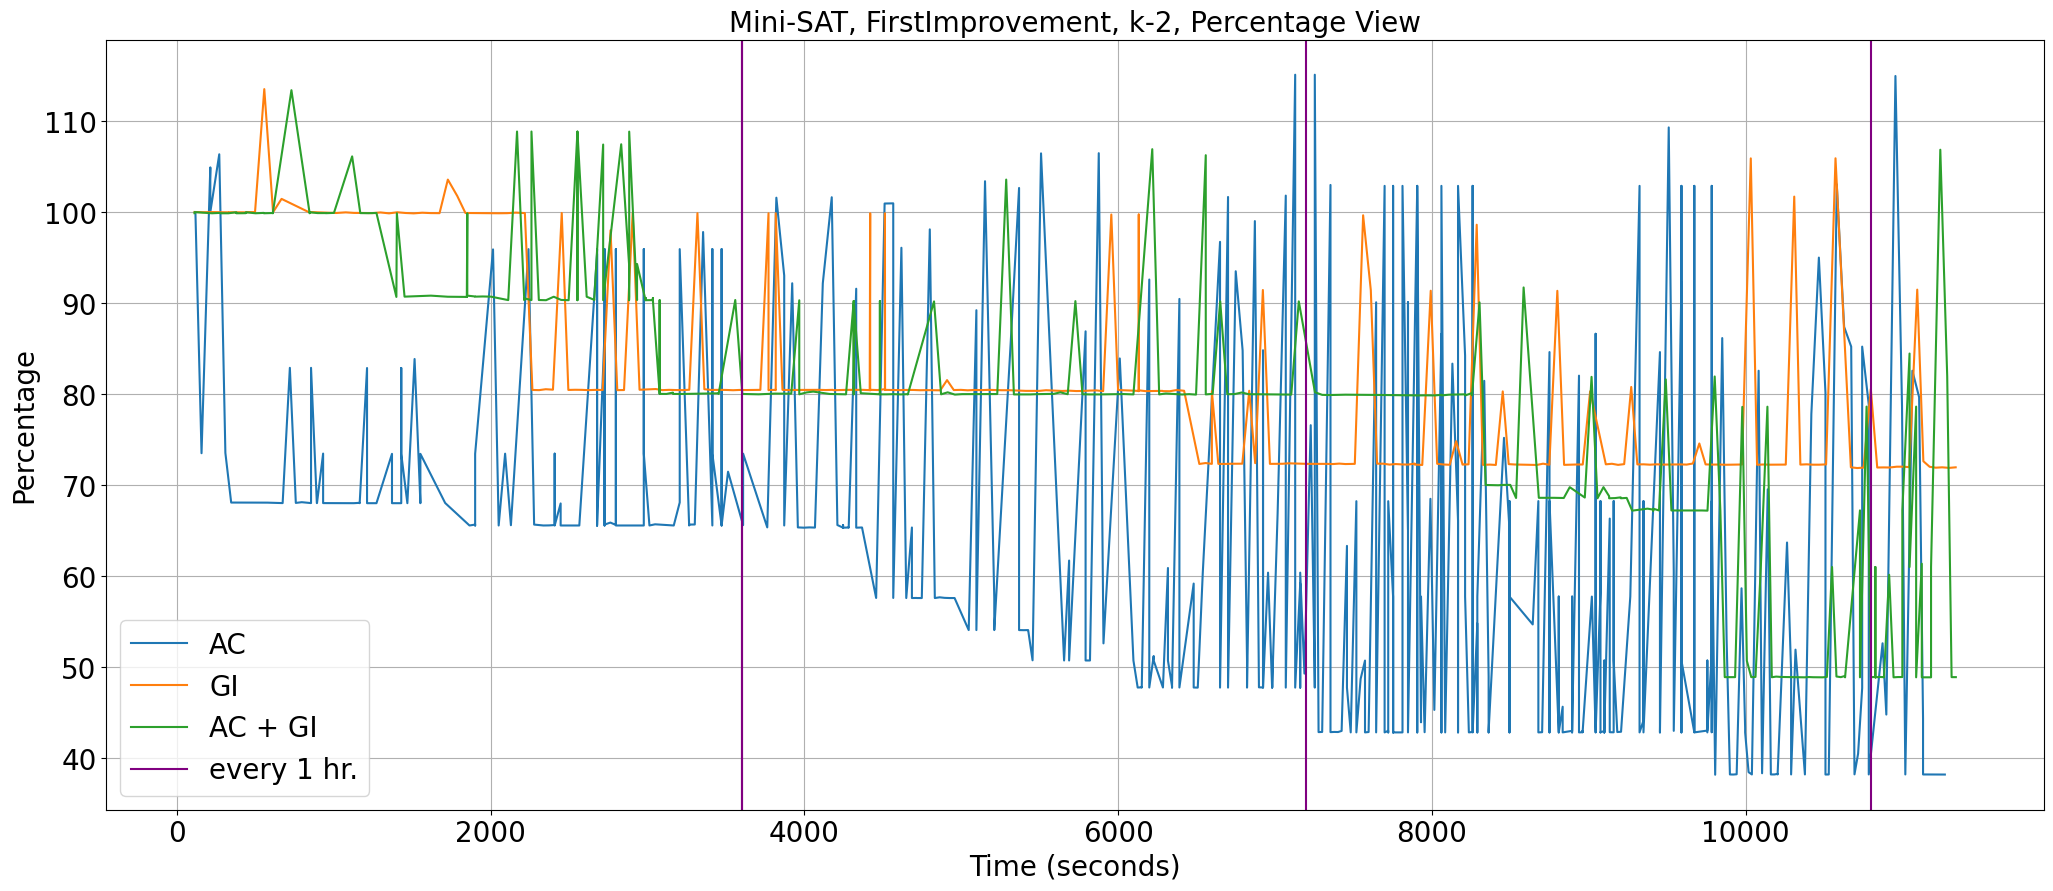 Mini-SAT, FirstImprovement, k-2, Percentage View
Percentage
110
100
90
80
70
60
50
40
AC
GI
AC + GI
every 1 hr.
0
2000
4000
6000
8000
10000
Time (seconds)